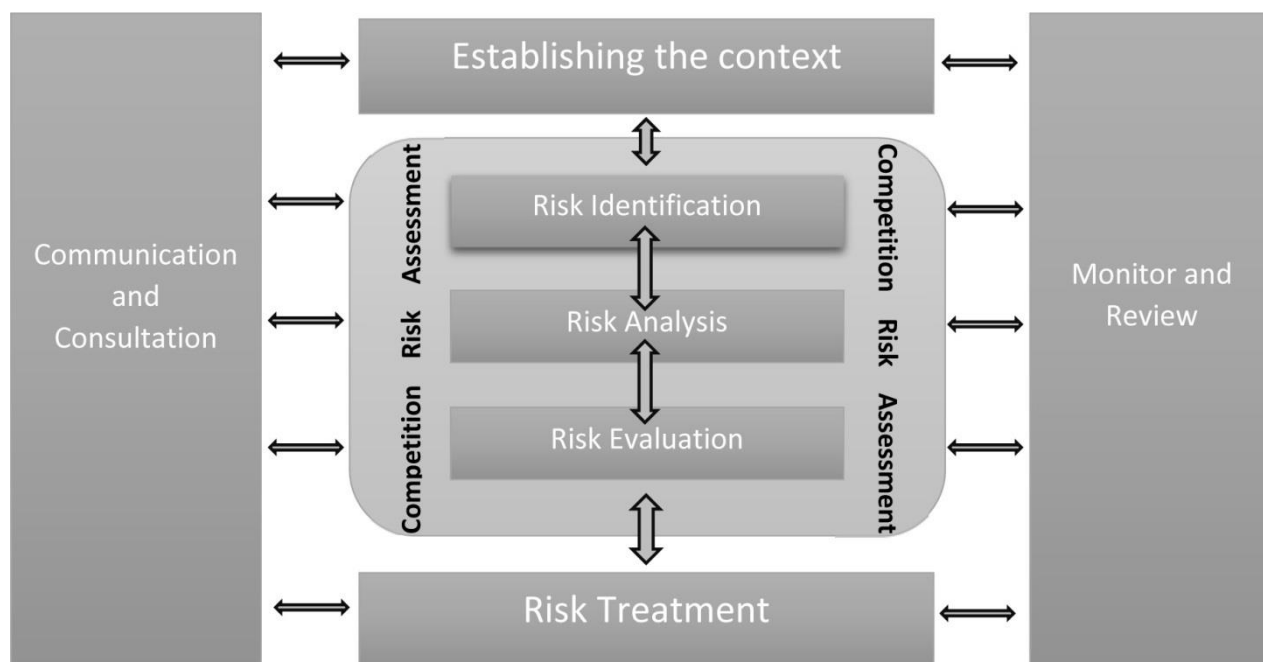 Establishing the context
Communication
and
Consultation
Competition Risk Assessment
Risk Identification
Risk Analysis
Risk Evaluation
Competition Risk Assessment
Monitor and
Review
Risk Treatment